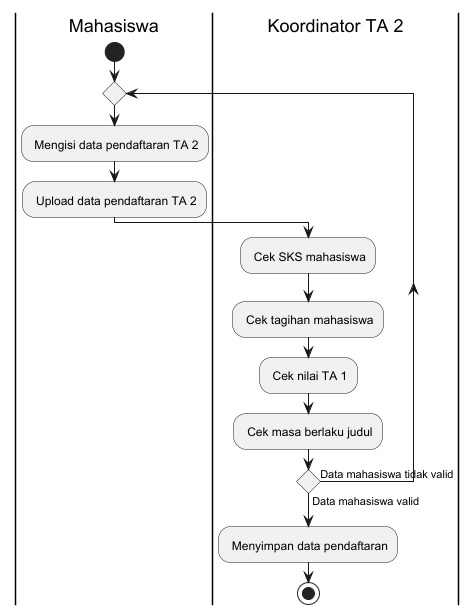 Mahasiswa
Koordinator TA 2
Mengisi data pendaftaran TA 2
Upload data pendaftaran TA 2
Cek SKS mahasiswa
Cek tagihan mahasiswa
Cek nilai TA 1
Cek masa berlaku judul
Data mahasiswa tidak valid
Data mahasiswa valid
Menyimpan data pendaftaran